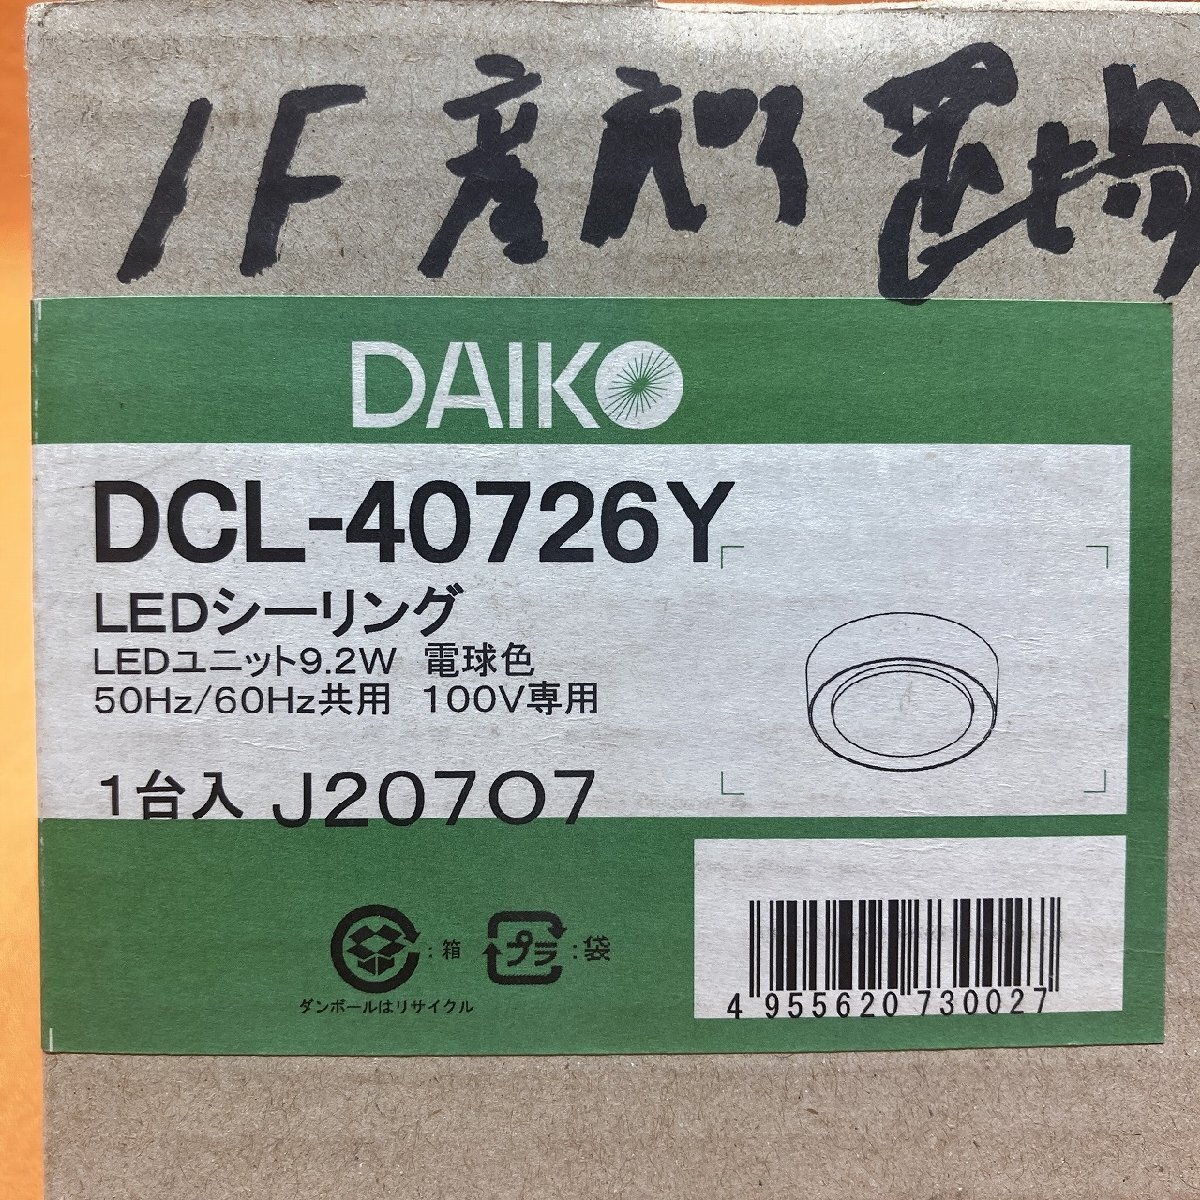 1F
DAIKO
DCL-40726Y
LEDシーリング
LEDユニット9.2W 電球色
50Hz/60Hz共用 100V専用
1台入 J20707
:箱 プラ :袋
ダンボールはリサイクル
4 955620 730027